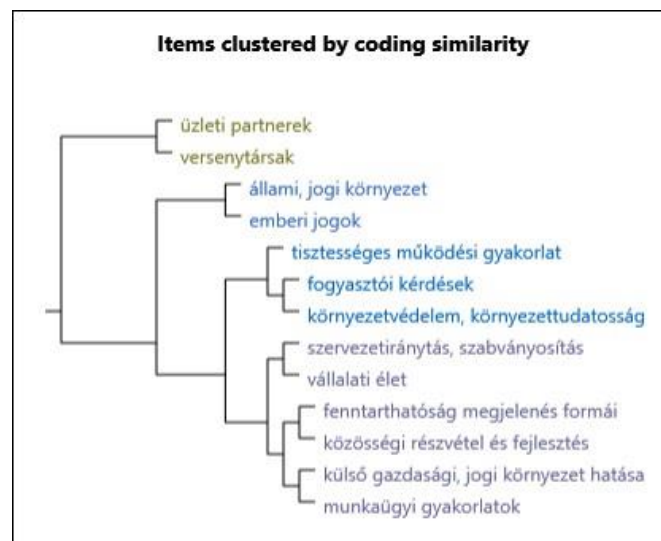 Items clustered by coding similarity
üzleti partnerek
versenytársak
állami, jogi környezet
emberi jogok
tisztességes működési gyakorlat
fogyasztói kérdések
környezetvédelem, környezettudatosság
szervezetiránytás, szabványosítás
vállalati élet
fenntarthatóság megjelenés formái
közösségi részvétel és fejlesztés
külső gazdasági, jogi környezet hatása
munkaügyi gyakorlatok